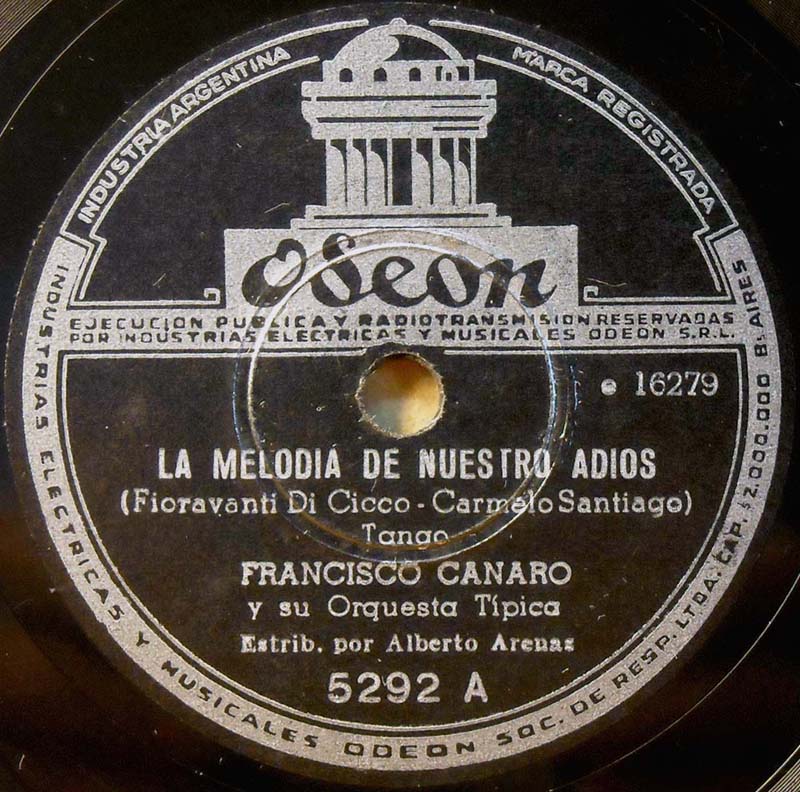 INDUSTRIA ARGENTINA
MARCA REGISTRADA
Odeon
EJECUCION PUBLICA Y RADIOTRANSMISION RESERVADAS
POR INDUSTRIAS ELECTRICAS Y MUSICALES ODEON S.R.L.
e 16279
LA MELODIA DE NUESTRO ADIOS
(Fioravanti Di Cicco - Carmelo Santiago)
Tango
FRANCISCO CANARO
y su Orquesta Típica
Estrib. por Alberto Arenas
5292 A
INDUSTRIAS ELECTRICAS Y MUSICALES ODEON SOC. DE RESP. LTDA. CAP. $2.000.000 Bs AIRES